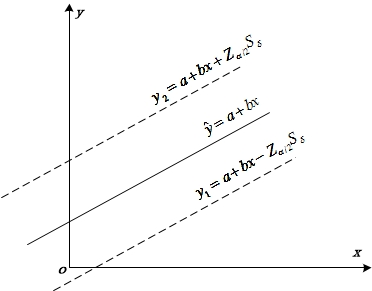 y
y₂ = a+bx+Z_{α/2}S_δ
ŷ = a+bx
y₁ = a+bx−Z_{α/2}S_δ
x
o